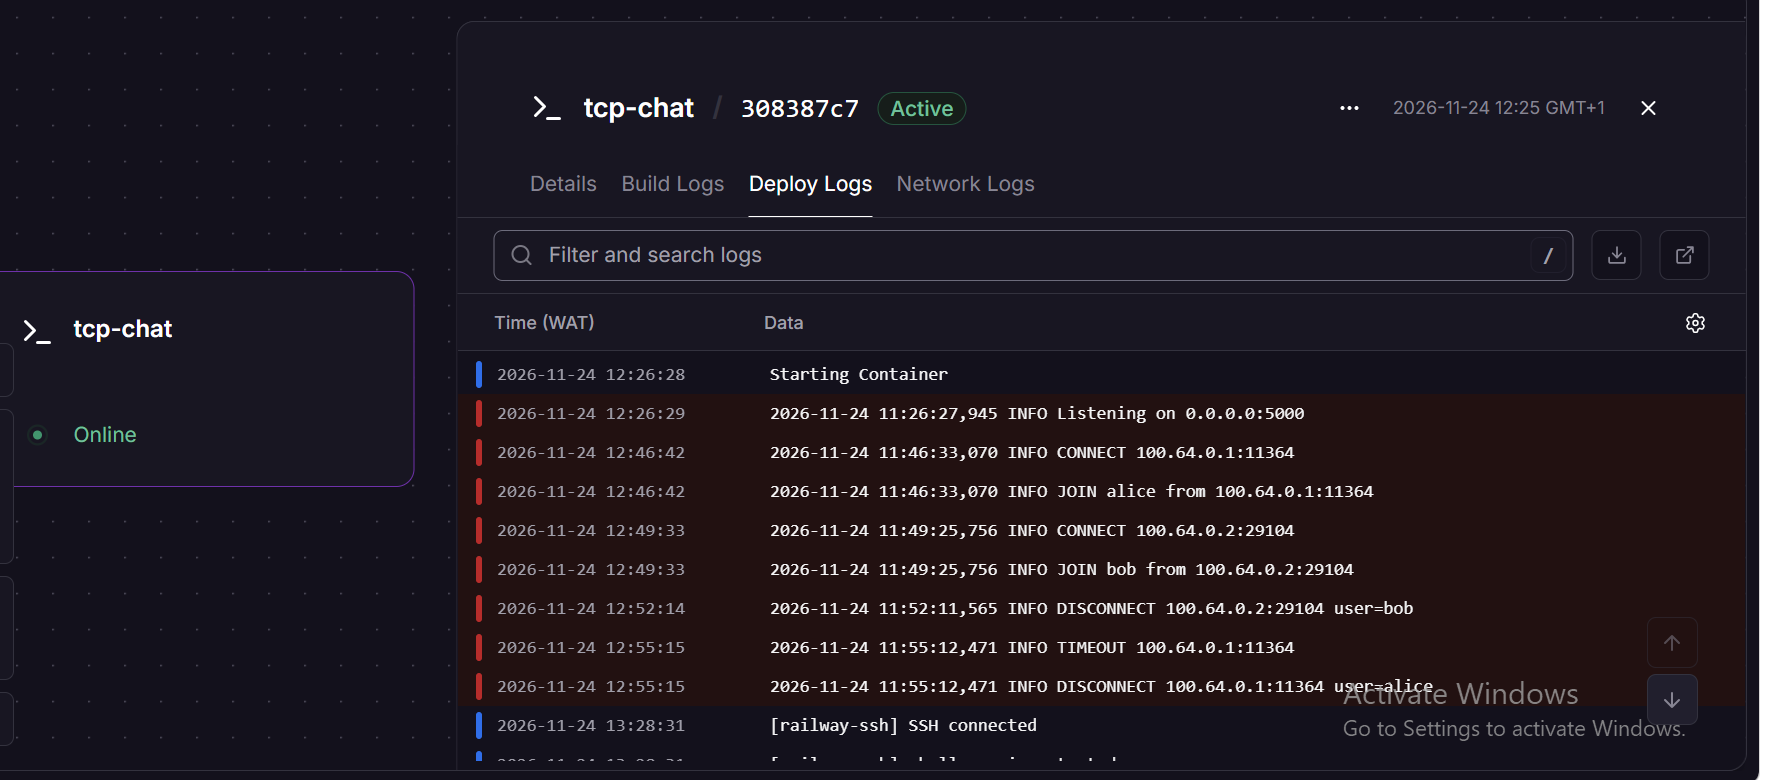 tcp-chat / 308387c7 Active ... 2026-11-24 12:25 GMT+1
Details Build Logs Deploy Logs Network Logs
Filter and search logs /
Time (WAT) Data
2026-11-24 12:26:28 Starting Container
2026-11-24 12:26:29 2026-11-24 11:26:27,945 INFO Listening on 0.0.0.0:5000
2026-11-24 12:46:42 2026-11-24 11:46:33,070 INFO CONNECT 100.64.0.1:11364
2026-11-24 12:46:42 2026-11-24 11:46:33,070 INFO JOIN alice from 100.64.0.1:11364
2026-11-24 12:49:33 2026-11-24 11:49:25,756 INFO CONNECT 100.64.0.2:29104
2026-11-24 12:49:33 2026-11-24 11:49:25,756 INFO JOIN bob from 100.64.0.2:29104
2026-11-24 12:52:14 2026-11-24 11:52:11,565 INFO DISCONNECT 100.64.0.2:29104 user=bob
2026-11-24 12:55:15 2026-11-24 11:55:12,471 INFO TIMEOUT 100.64.0.1:11364
2026-11-24 12:55:15 2026-11-24 11:55:12,471 INFO DISCONNECT 100.64.0.1:11364 user=alice
2026-11-24 13:28:31 [railway-ssh] SSH connected
tcp-chat
Online
Activate Windows
Go to Settings to activate Windows.